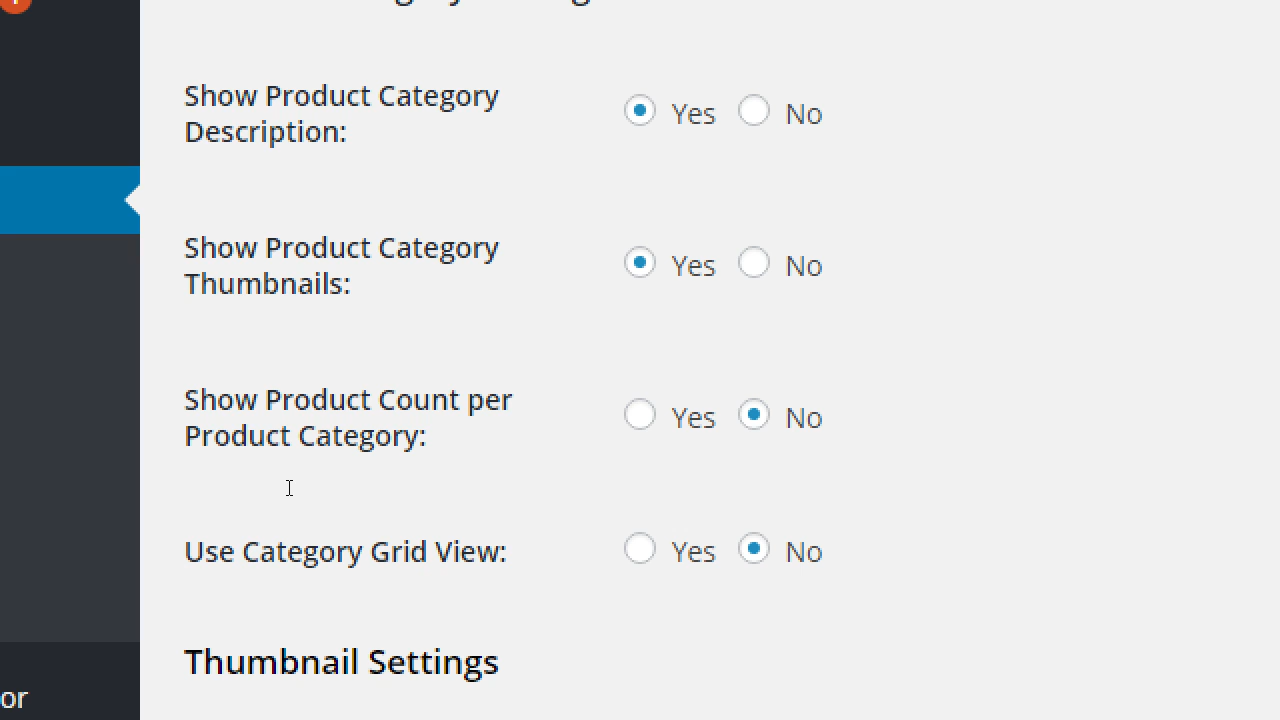 Show Product Category
Description:
Yes No
Show Product Category
Thumbnails:
Yes No
Show Product Count per
Product Category:
Yes No
Use Category Grid View:
Yes No
Thumbnail Settings
or